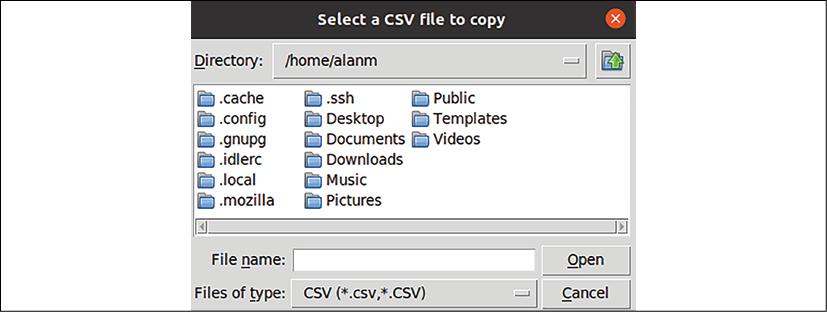 Select a CSV file to copy
Directory: /home/alanm
.cache .ssh Public
.config Desktop Templates
.gnupg Documents Videos
.idlerc Downloads
.local Music
.mozilla Pictures
File name: Open
Files of type: CSV (*.csv,*.CSV) Cancel